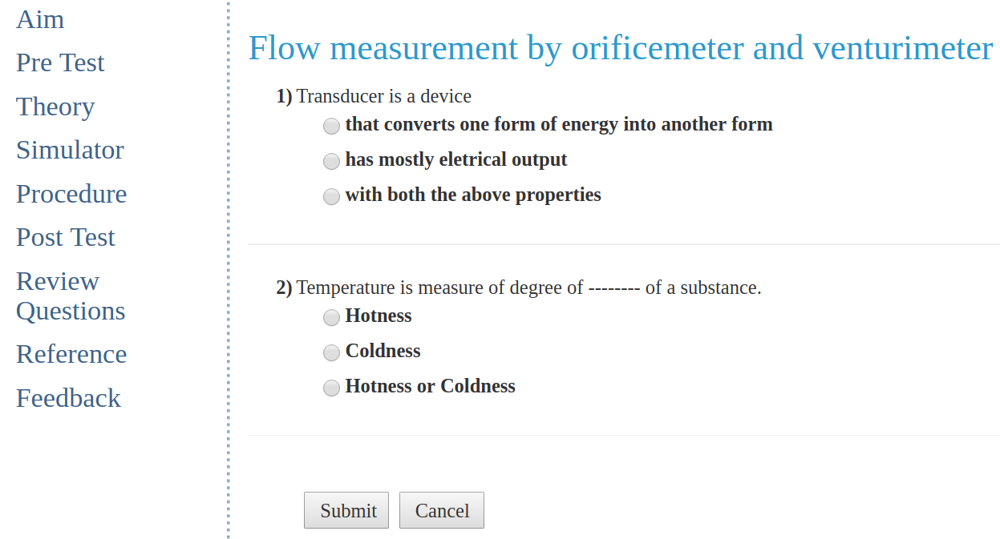 Aim
Pre Test
Theory
Simulator
Procedure
Post Test
Review
Questions
Reference
Feedback
Flow measurement by orificemeter and venturimeter
1) Transducer is a device
that converts one form of energy into another form
has mostly eletrical output
with both the above properties
2) Temperature is measure of degree of -------- of a substance.
Hotness
Coldness
Hotness or Coldness
Submit Cancel